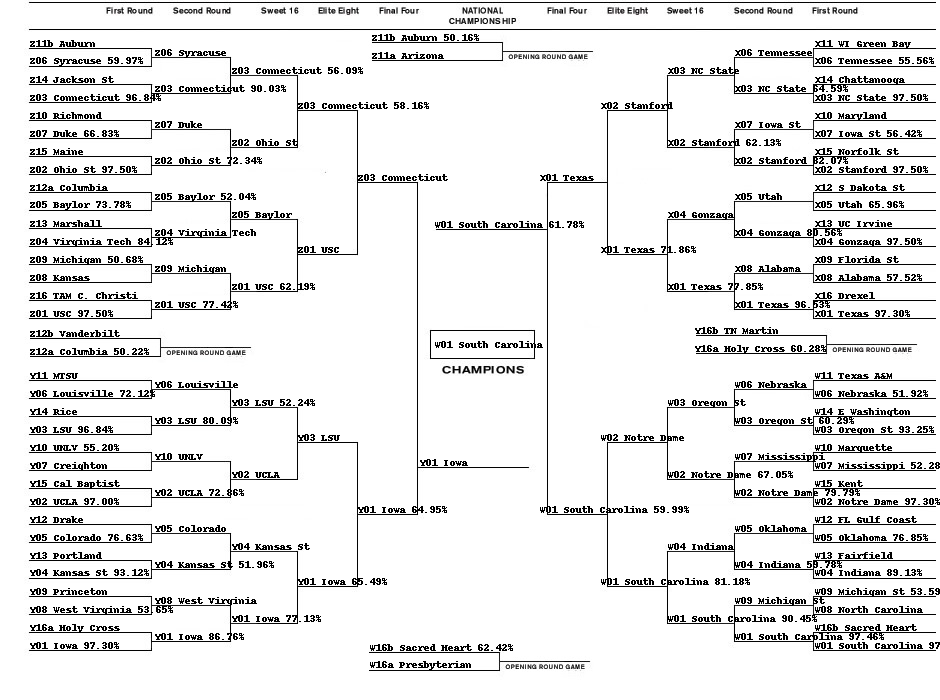 First Round Second Round Sweet 16 Elite Eight Final Four NATIONAL CHAMPIONSHIP Final Four Elite Eight Sweet 16 Second Round First Round
Z11b Auburn
Z06 Syracuse
Z06 Syracuse 59.97%
Z03 Connecticut 56.09%
Z14 Jackson St
Z03 Connecticut 90.03%
Z03 Connecticut 96.84%
Z03 Connecticut 58.16%
Z10 Richmond
Z07 Duke
Z07 Duke 66.83%
Z02 Ohio St
Z15 Maine
Z02 Ohio St 72.34%
Z02 Ohio St 97.50%
Z03 Connecticut
Z12a Columbia
Z05 Baylor 52.04%
Z05 Baylor 73.78%
Z05 Baylor
Z13 Marshall
Z04 Virginia Tech
Z04 Virginia Tech 84.12%
Z01 USC
Z09 Michigan 50.68%
Z09 Michigan
Z08 Kansas
Z01 USC 62.19%
Z16 TAM C. Christi
Z01 USC 77.42%
Z01 USC 97.50%
Z12b Vanderbilt
Z12a Columbia 50.22%
OPENING ROUND GAME
Z11b Auburn 50.16%
Z11a Arizona
OPENING ROUND GAME
W01 South Carolina 61.78%
W01 South Carolina
CHAMPIONS
Y01 Iowa
X11 WI Green Bay
X06 Tennessee
X06 Tennessee 55.56%
X03 NC State
X14 Chattanooga
X03 NC State 64.59%
X03 NC State 97.50%
X02 Stanford
X10 Maryland
X07 Iowa St
X07 Iowa St 56.42%
X02 Stanford 62.13%
X15 Norfolk St
X02 Stanford 82.07%
X02 Stanford 97.50%
X01 Texas
X12 S Dakota St
X05 Utah
X05 Utah 65.96%
X04 Gonzaga
X13 UC Irvine
X04 Gonzaga 80.56%
X04 Gonzaga 97.50%
X01 Texas 71.86%
X09 Florida St
X08 Alabama
X08 Alabama 57.52%
X01 Texas 77.85%
X16 Drexel
X01 Texas 96.53%
X01 Texas 97.30%
Y16b TN Martin
Y16a Holy Cross 60.28%
OPENING ROUND GAME
Y11 MTSU
Y06 Louisville
Y06 Louisville 72.12%
Y03 LSU 52.24%
Y14 Rice
Y03 LSU 80.09%
Y03 LSU 96.84%
Y03 LSU
Y10 UNLV 55.20%
Y10 UNLV
Y07 Creighton
Y02 UCLA
Y15 Cal Baptist
Y02 UCLA 72.86%
Y02 UCLA 97.00%
Y01 Iowa 64.95%
Y12 Drake
Y05 Colorado
Y05 Colorado 76.63%
Y04 Kansas St
Y13 Portland
Y04 Kansas St 51.96%
Y04 Kansas St 93.12%
Y01 Iowa 65.49%
Y09 Princeton
Y08 West Virginia
Y08 West Virginia 53.65%
Y01 Iowa 77.13%
Y16a Holy Cross
Y01 Iowa 86.76%
Y01 Iowa 97.30%
W16b Sacred Heart 62.42%
W16a Presbyterian
OPENING ROUND GAME
W11 Texas A&M
W06 Nebraska
W06 Nebraska 51.92%
W03 Oregon St
W14 E Washington
W03 Oregon St 60.29%
W03 Oregon St 93.25%
W02 Notre Dame
W10 Marquette
W07 Mississippi
W07 Mississippi 52.28
W02 Notre Dame 67.05%
W15 Kent
W02 Notre Dame 79.79%
W02 Notre Dame 97.30%
W01 South Carolina 59.99%
W12 FL Gulf Coast
W05 Oklahoma
W05 Oklahoma 76.85%
W04 Indiana
W13 Fairfield
W04 Indiana 59.78%
W04 Indiana 89.13%
W01 South Carolina 81.18%
W09 Michigan St 53.59
W09 Michigan St
W08 North Carolina
W01 South Carolina 90.45%
W16b Sacred Heart
W01 South Carolina 97.46%
W01 South Carolina 97